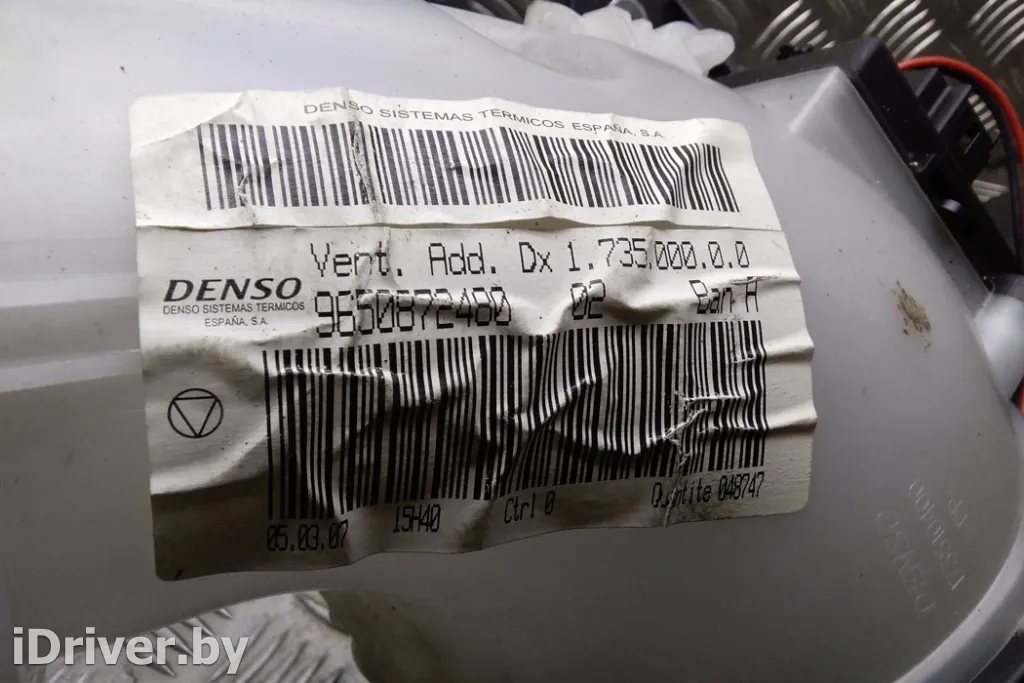 DENSO SISTEMAS TERMICOS ESPAÑA, S.A.
Vent. Add. Dx 1.735.000.0.0
DENSO
DENSO SISTEMAS TERMICOS
ESPAÑA, S.A.
9650872480 02 Ban H
05.03.07 15H40 Ctrl 0 Quantite 048747
DENSO
iDriver.by